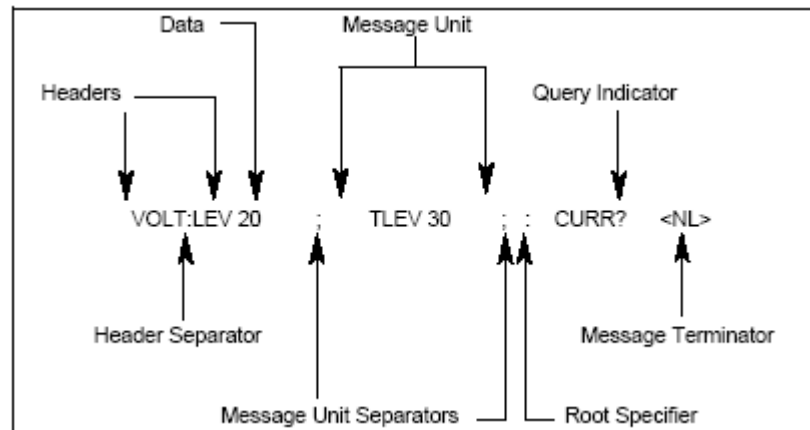 Data
Message Unit
Headers
Query Indicator
VOLT:LEV 20 ; TLEV 30 ; : CURR? <NL>
Header Separator
Message Terminator
Message Unit Separators
Root Specifier